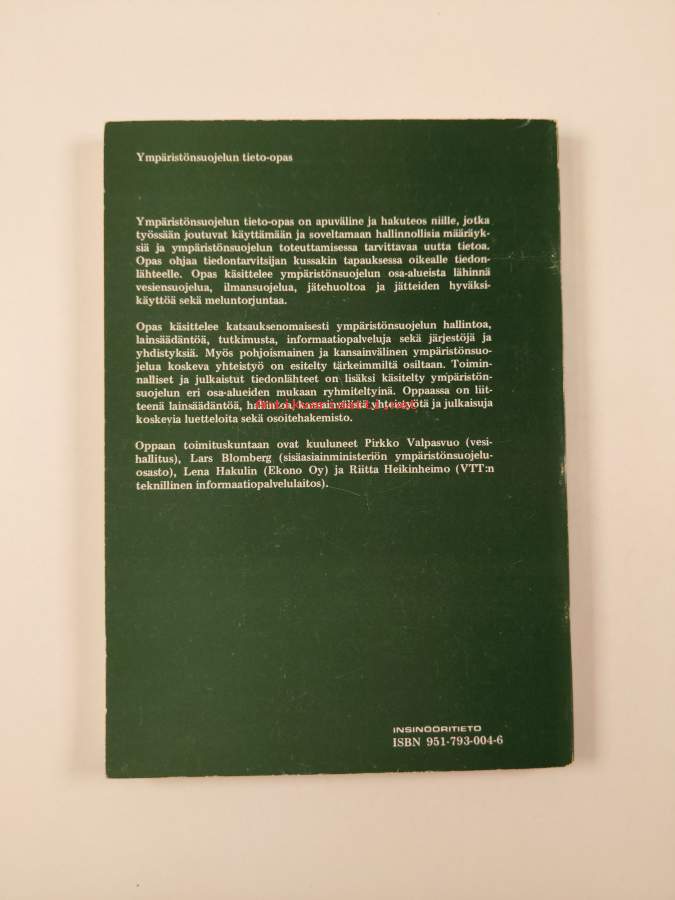 Ympäristönsuojelun tieto-opas
Ympäristönsuojelun tieto-opas on apuväline ja hakuteos niille, jotka
työssään joutuvat käyttämään ja soveltamaan hallinnollisia määräyk-
siä ja ympäristönsuojelun toteuttamisessa tarvittavaa uutta tietoa.
Opas ohjaa tiedontarvitsijan kussakin tapauksessa oikealle tiedon-
lähteelle. Opas käsittelee ympäristönsuojelun osa-alueista lähinnä
vesiensuojelua, ilmansuojelua, jätehuoltoa ja jätteiden hyväksi-
käyttöä sekä meluntorjuntaa.
Opas käsittelee katsauksenomaisesti ympäristönsuojelun hallintoa,
lainsäädäntöä, tutkimusta, informaatiopalveluja sekä järjestöjä ja
yhdistyksiä. Myös pohjoismainen ja kansainvälinen ympäristönsuo-
jelua koskeva yhteistyö on esitelty tärkeimmiltä osiltaan. Toimin-
nalliset ja julkaistut tiedonlähteet on lisäksi käsitelty ympäristön-
suojelun eri osa-alueiden mukaan ryhmiteltyinä. Oppaassa on liit-
teenä lainsäädäntöä, hallintoa, kansainvälistä yhteistyötä ja julkaisuja
koskevia luetteloita sekä osoitehakemisto.
Oppaan toimituskuntaan ovat kuuluneet Pirkko Valpasvuo (vesi-
hallitus), Lars Blomberg (sisäasiainministeriön ympäristönsuojelu-
osasto), Lena Hakulin (Ekono Oy) ja Riitta Heikinheimo (VTT:n
teknillinen informaatiopalvelulaitos).
INSINÖÖRITIETO
ISBN 951-793-004-6